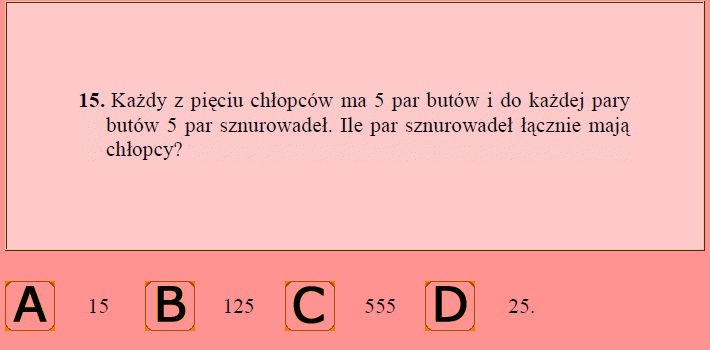 15. Każdy z pięciu chłopców ma 5 par butów i do każdej pary
butów 5 par sznurowadeł. Ile par sznurowadeł łącznie mają
chłopcy?
A 15 B 125 C 555 D 25.